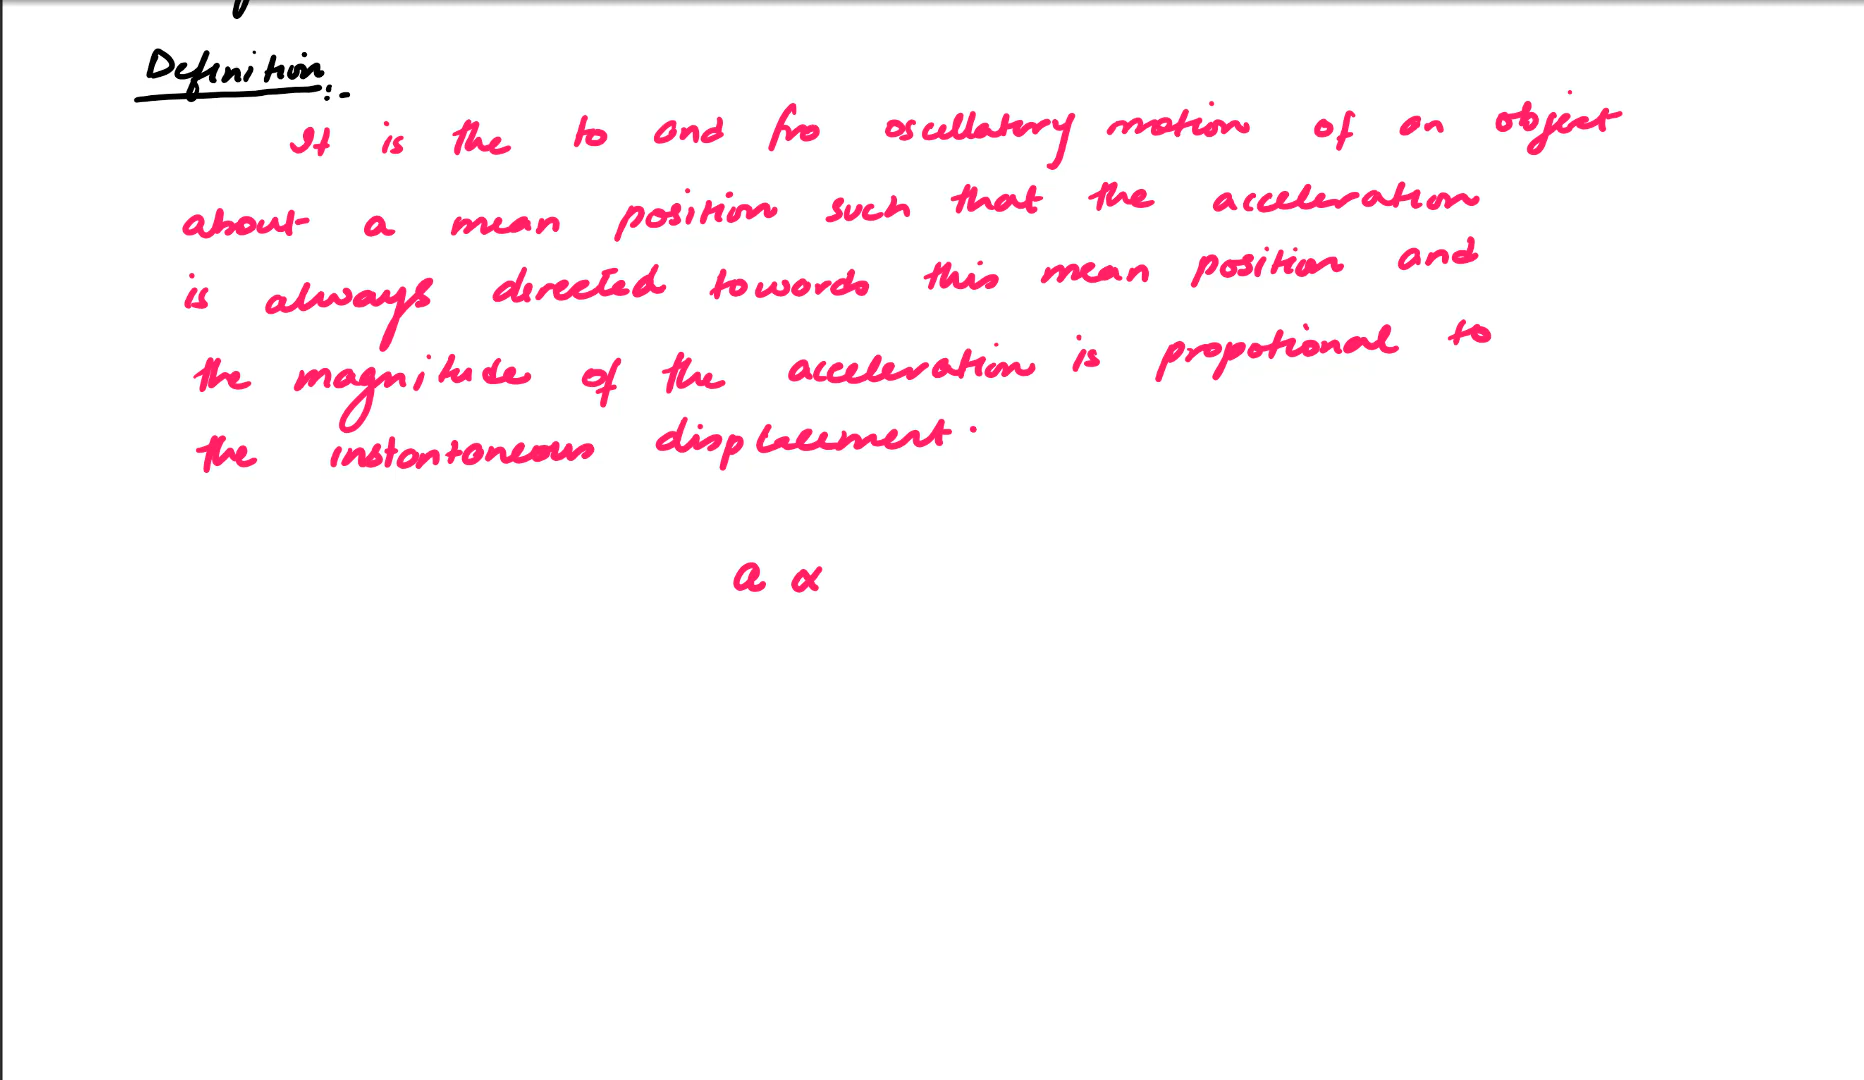 Definition:-
It is the to and fro oscillatory motion of an object
about a mean position such that the acceleration
is always directed towards this mean position and
the magnitude of the acceleration is propotional to
the instantaneous displacement.
a ∝